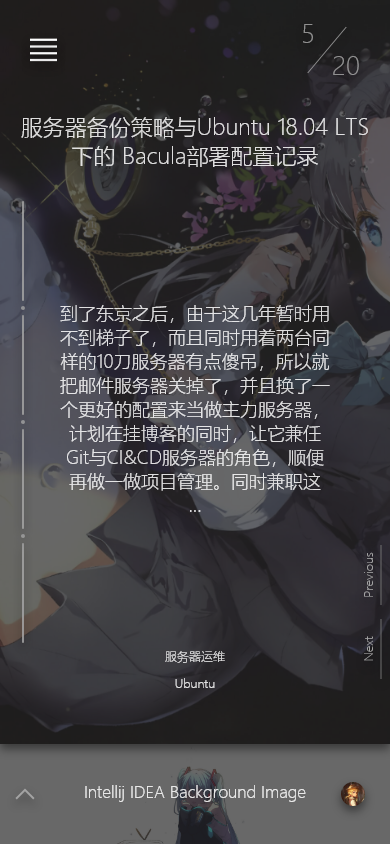 5
20
服务器备份策略与Ubuntu 18.04 LTS
下的 Bacula部署配置记录
到了东京之后，由于这几年暂时用
不到梯子了，而且同时用着两台同
样的10刀服务器有点傻吊，所以就
把邮件服务器关掉了，并且换了一
个更好的配置来当做主力服务器，
计划在挂博客的同时，让它兼任
Git与CI&CD服务器的角色，顺便
再做一做项目管理。同时兼职这
...
Previous
Next
服务器运维
Ubuntu
Intellij IDEA Background Image